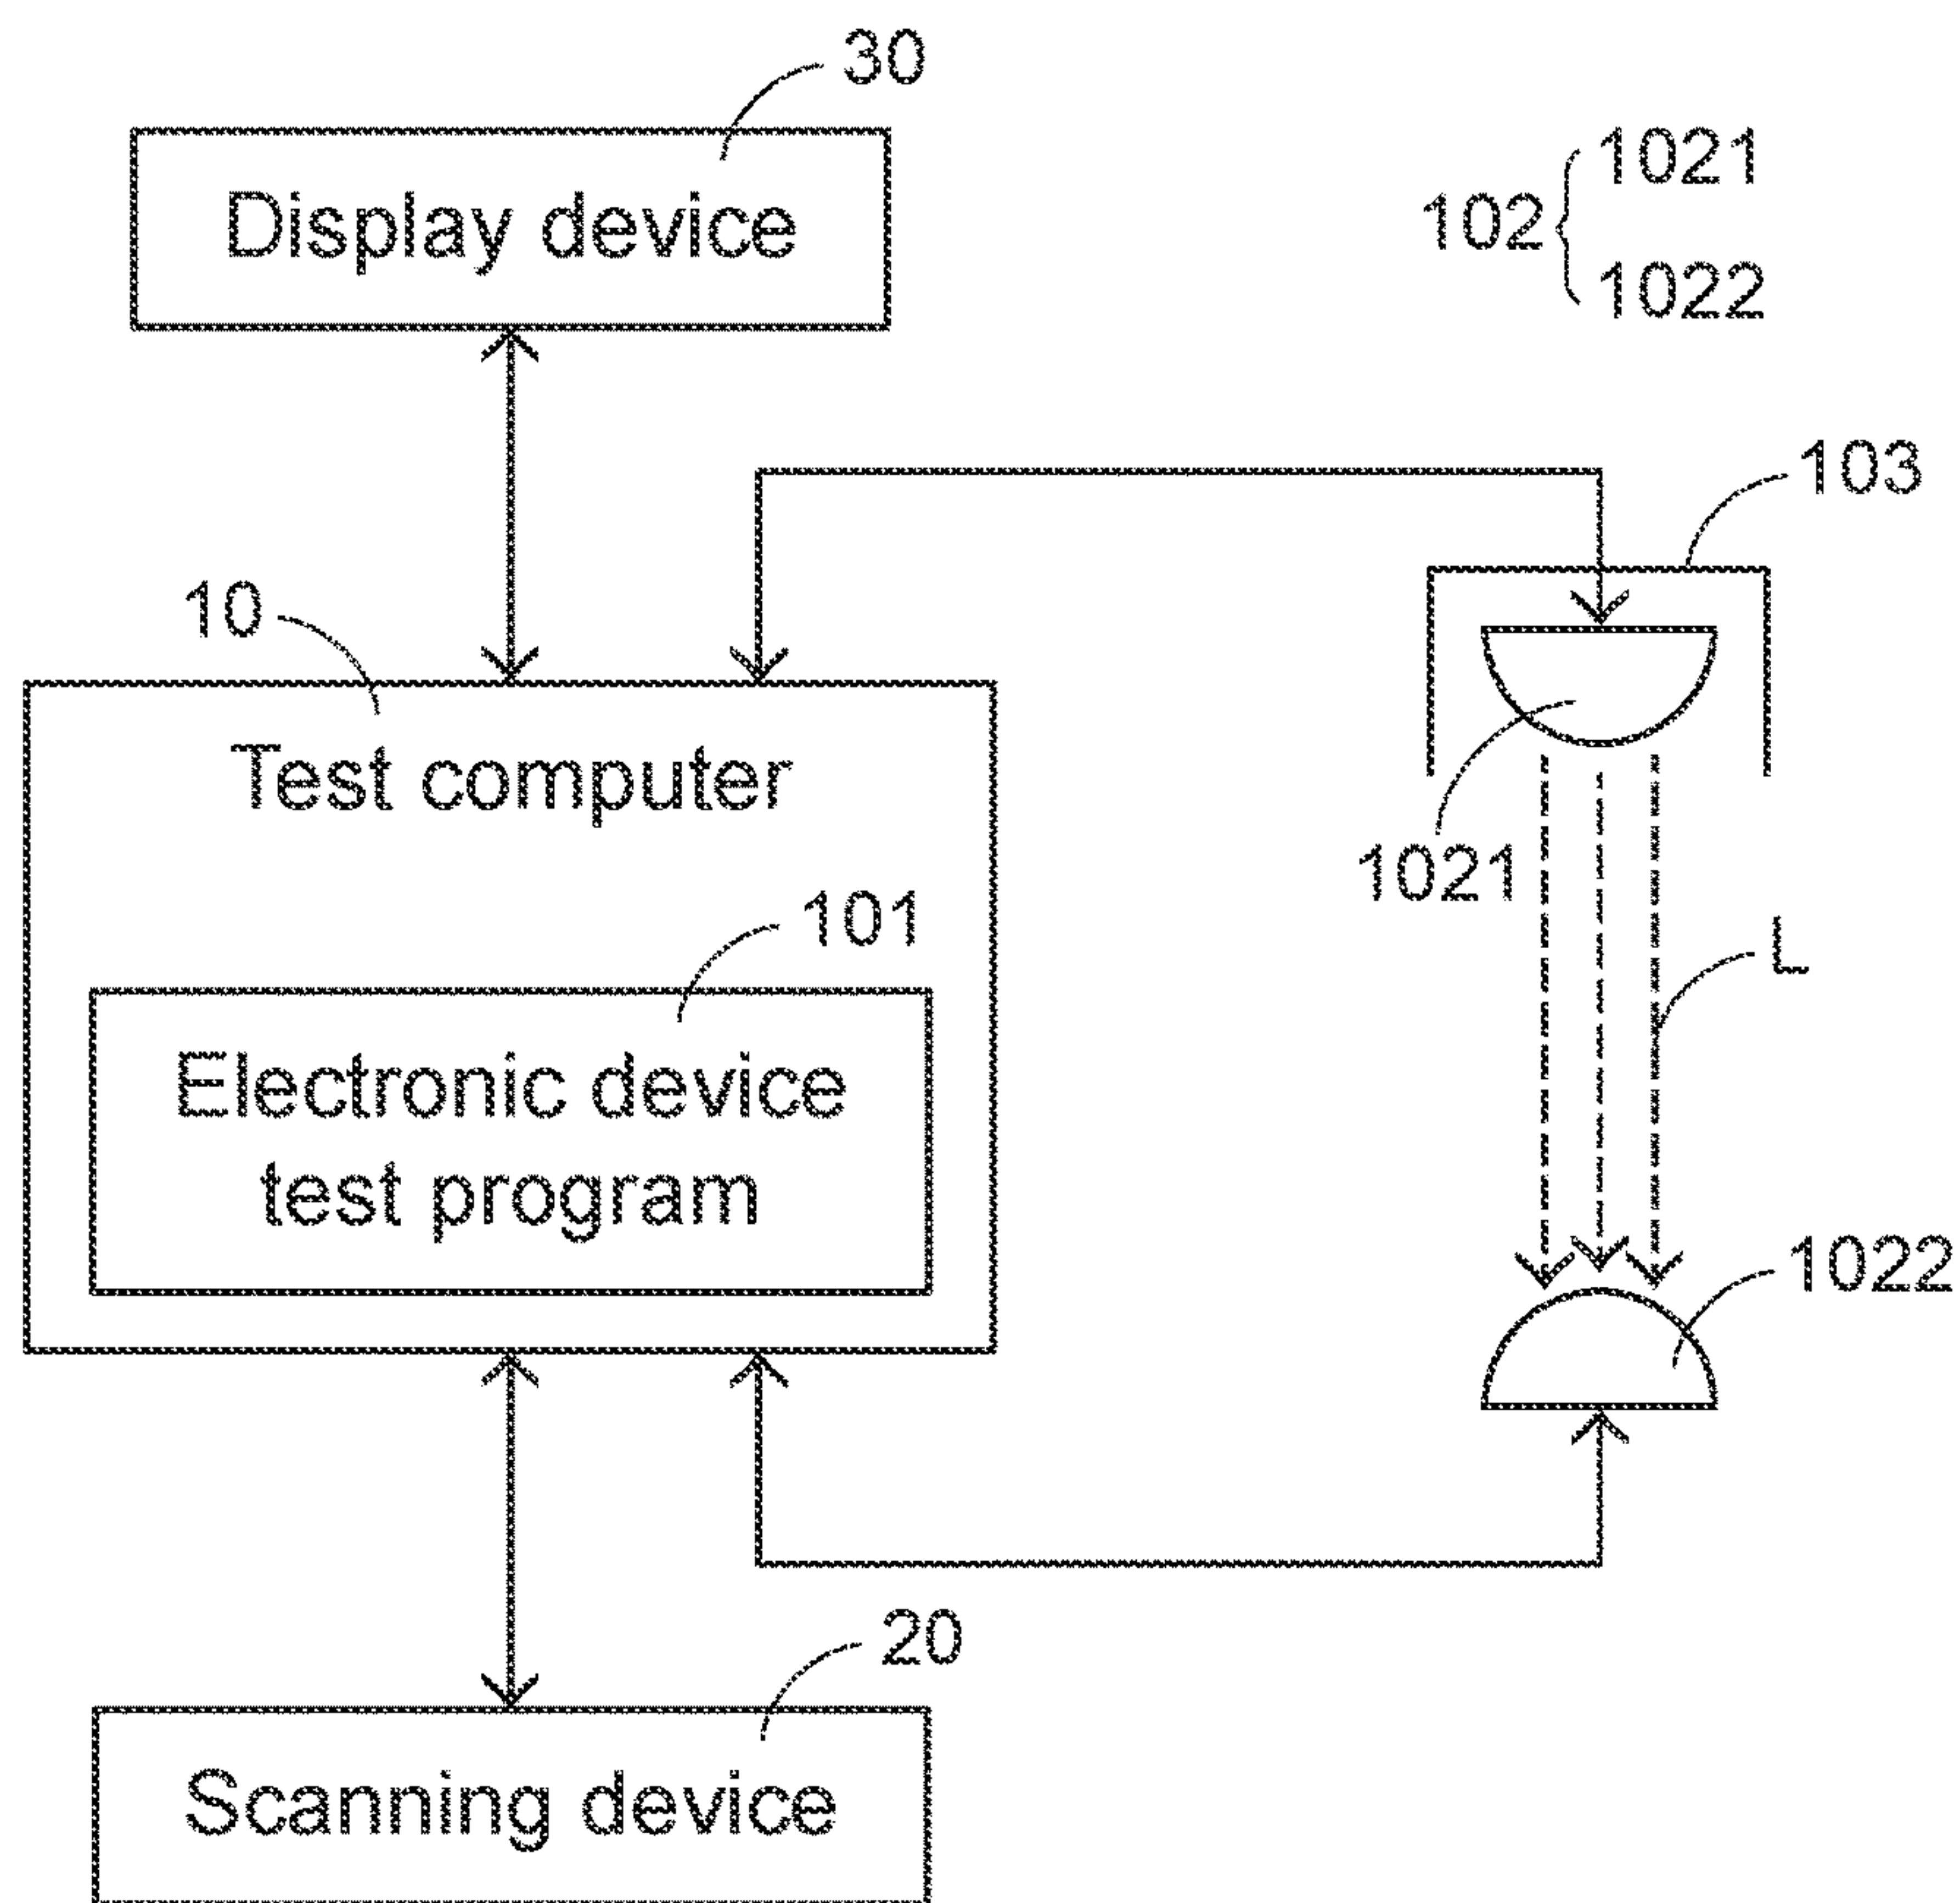 30
Display device
102
1021
1022
103
10
Test computer
1021
101
L
Electronic device
test program
1022
20
Scanning device